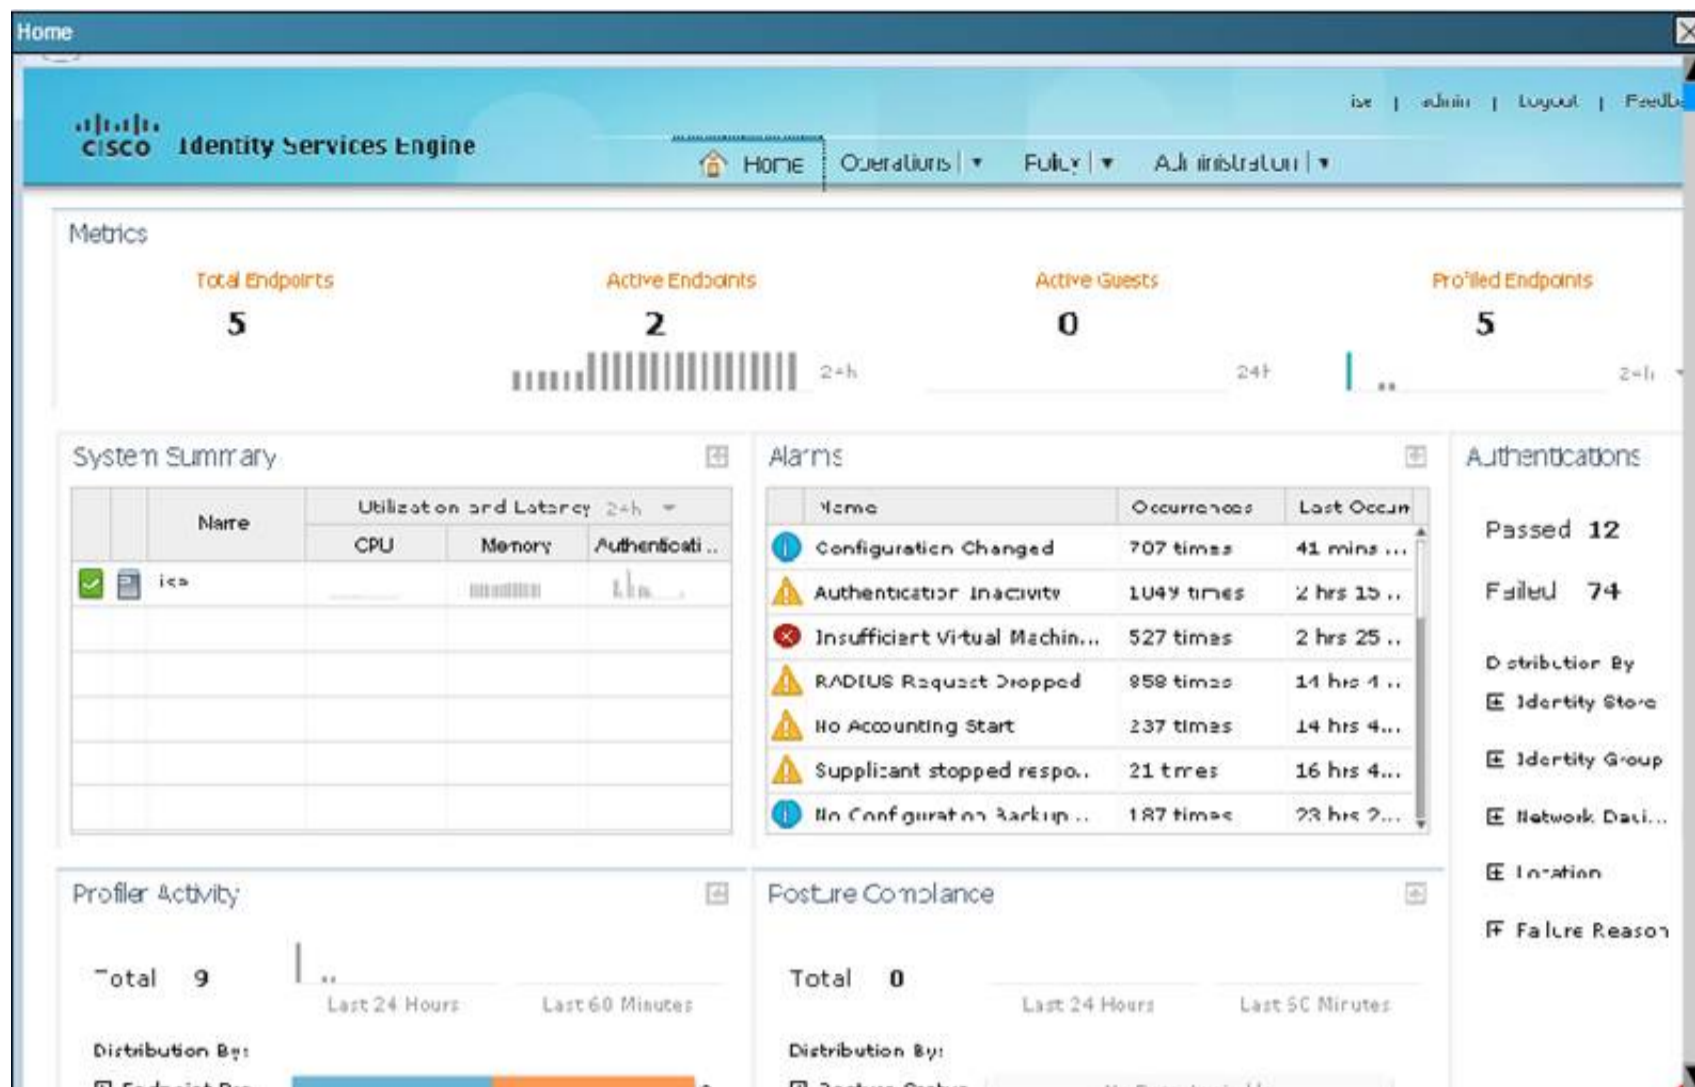 Home
ise | admin | Logout | Feedb
CISCO Identity Services Engine
Home Operations Policy Administration
Metrics
Total Endpoints
5
Active Endpoints
2
24h
Active Guests
0
24h
Profiled Endpoints
5
24h
System Summary
Name
Utilization and Latency 24h
CPU Memory Authenticati ..
ise
Alarms
Name Occurrences Last Occurr
Configuration Changed 707 times 41 mins ...
Authentication Inactivity 1049 times 2 hrs 15 ..
Insufficient Virtual Machin... 527 times 2 hrs 25 ..
RADIUS Request Dropped 958 times 14 hrs 4 ..
No Accounting Start 237 times 14 hrs 4...
Supplicant stopped respo.. 21 times 16 hrs 4...
No Configuration Backup .. 187 times 23 hrs 2...
Authentications
Passed 12
Failed 74
Distribution By
Identity Store
Identity Group
Network Devi...
Location
Failure Reason
Profiler Activity
Total 9
Last 24 Hours
Last 60 Minutes
Distribution By:
Posture Compliance
Total 0
Last 24 Hours
Last 60 Minutes
Distribution By: